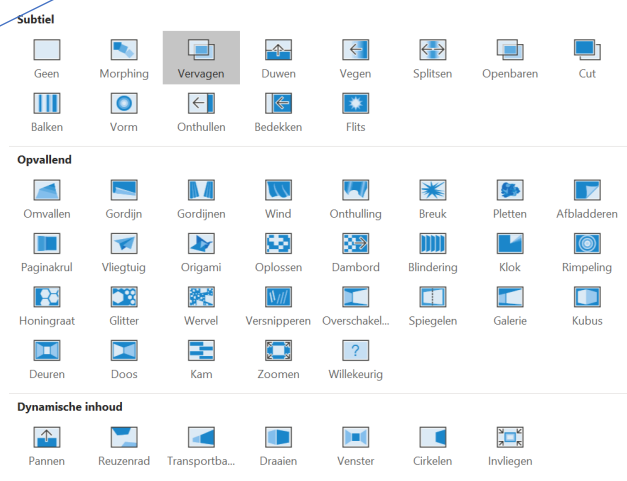 Subtiel
Geen Morphing Vervagen Duwen Vegen Splitsen Openbaren Cut
Balken Vorm Onthullen Bedekken Flits
Opvallend
Omvallen Gordijn Gordijnen Wind Onthulling Breuk Pletten Afbladderen
Paginakrul Vliegtuig Origami Oplossen Dambord Blindering Klok Rimpeling
Honingraat Glitter Wervel Versnipperen Overschakel... Spiegelen Galerie Kubus
?
Deuren Doos Kam Zoomen Willekeurig
Dynamische inhoud
Pannen Reuzenrad Transportba... Draaien Venster Cirkelen Invliegen